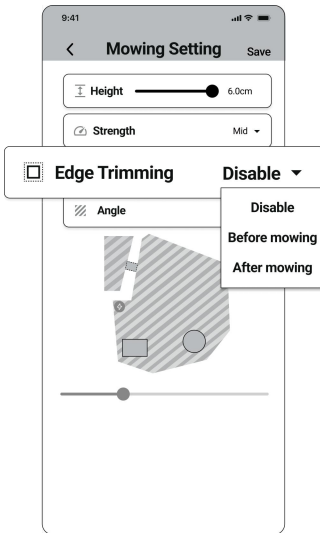 9:41
Mowing Setting Save
Height 6.0cm
Strength Mid
Edge Trimming Disable
Angle
Disable
Before mowing
After mowing